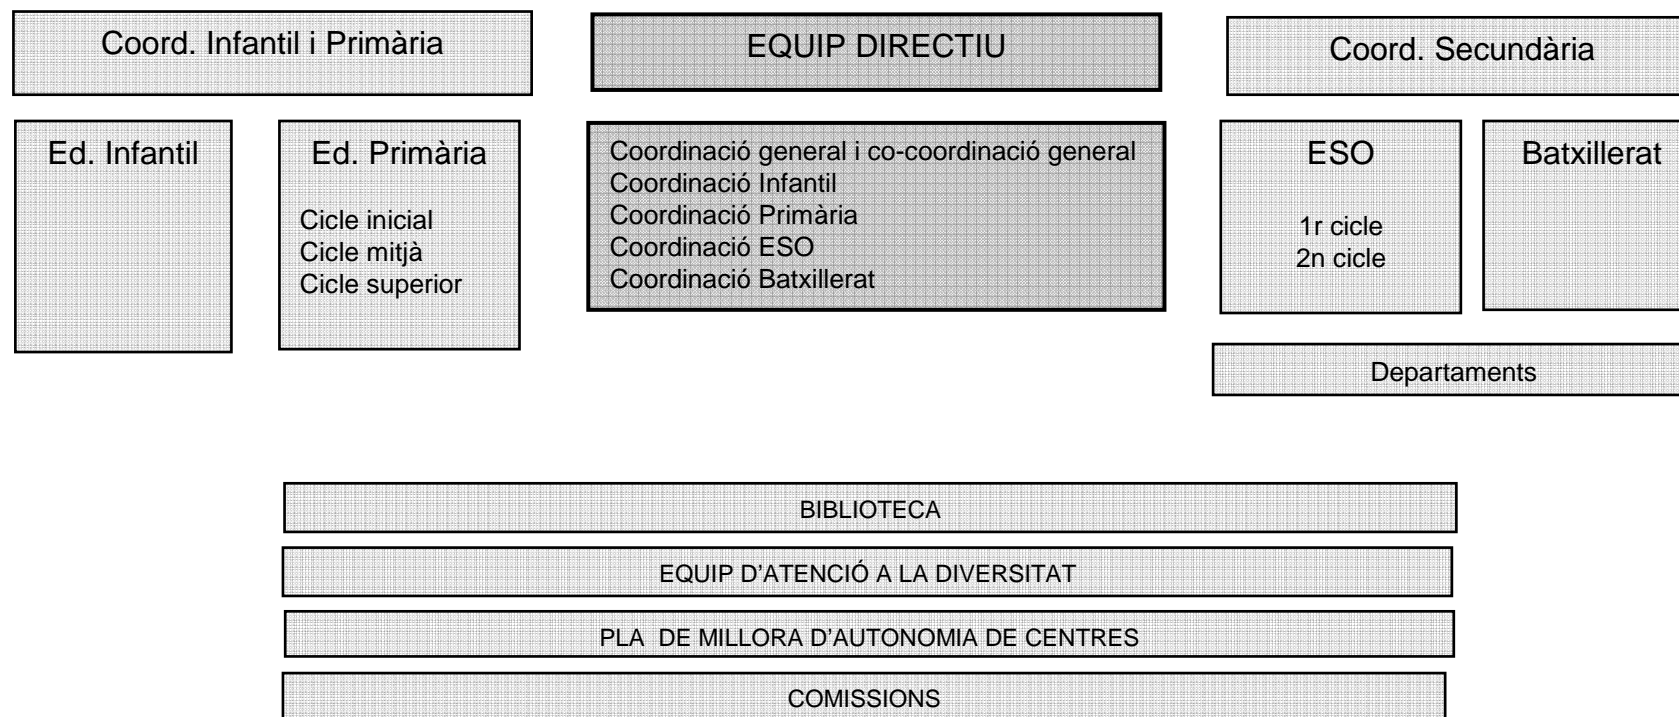 Coord. Infantil i Primària
EQUIP DIRECTIU
Coord. Secundària
Ed. Infantil
Ed. Primària
Cicle inicial
Cicle mitjà
Cicle superior
Coordinació general i co-coordinació general
Coordinació Infantil
Coordinació Primària
Coordinació ESO
Coordinació Batxillerat
ESO
1r cicle
2n cicle
Batxillerat
Departaments
BIBLIOTECA
EQUIP D'ATENCIÓ A LA DIVERSITAT
PLA  DE MILLORA D'AUTONOMIA DE CENTRES
COMISSIONS